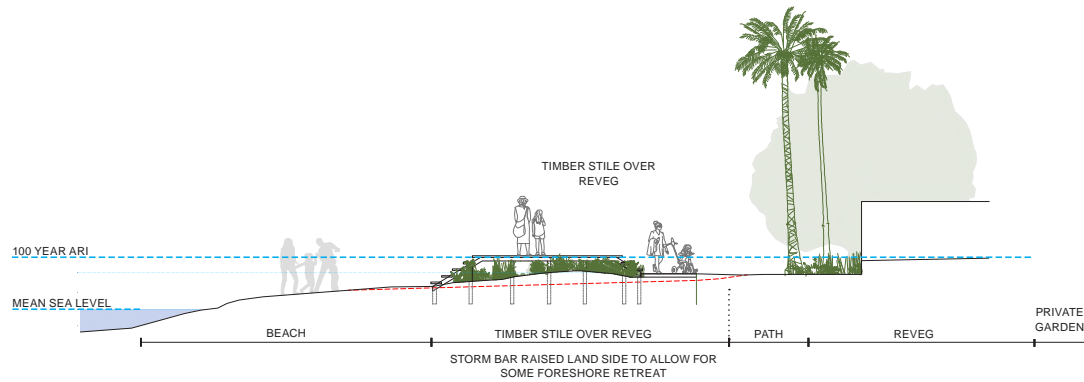 TIMBER STILE OVER
REVEG
100 YEAR ARI
MEAN SEA LEVEL
BEACH
TIMBER STILE OVER REVEG
PATH
REVEG
PRIVATE
GARDEN
STORM BAR RAISED LAND SIDE TO ALLOW FOR
SOME FORESHORE RETREAT